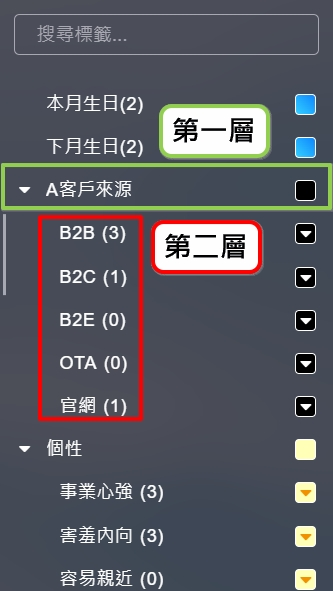 搜尋標籤...
本月生日(2)
第一層
下月生日(2)
A客戶來源
B2B (3)
第二層
B2C (1)
B2E (0)
OTA (0)
官網 (1)
個性
事業心強 (3)
害羞內向 (3)
容易親近 (0)